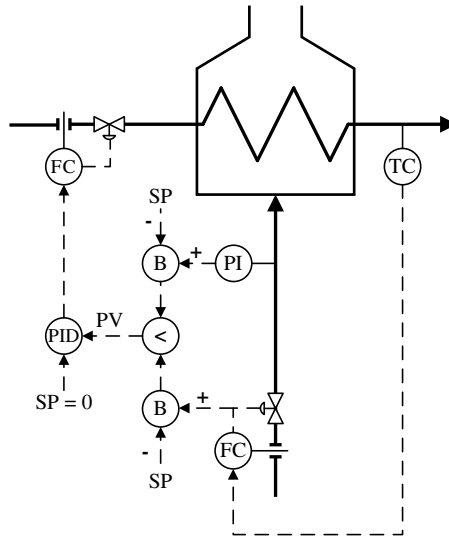 FC
TC
SP
-
+
B
PI
PV
PID
<
SP = 0
+
B
-
FC
SP